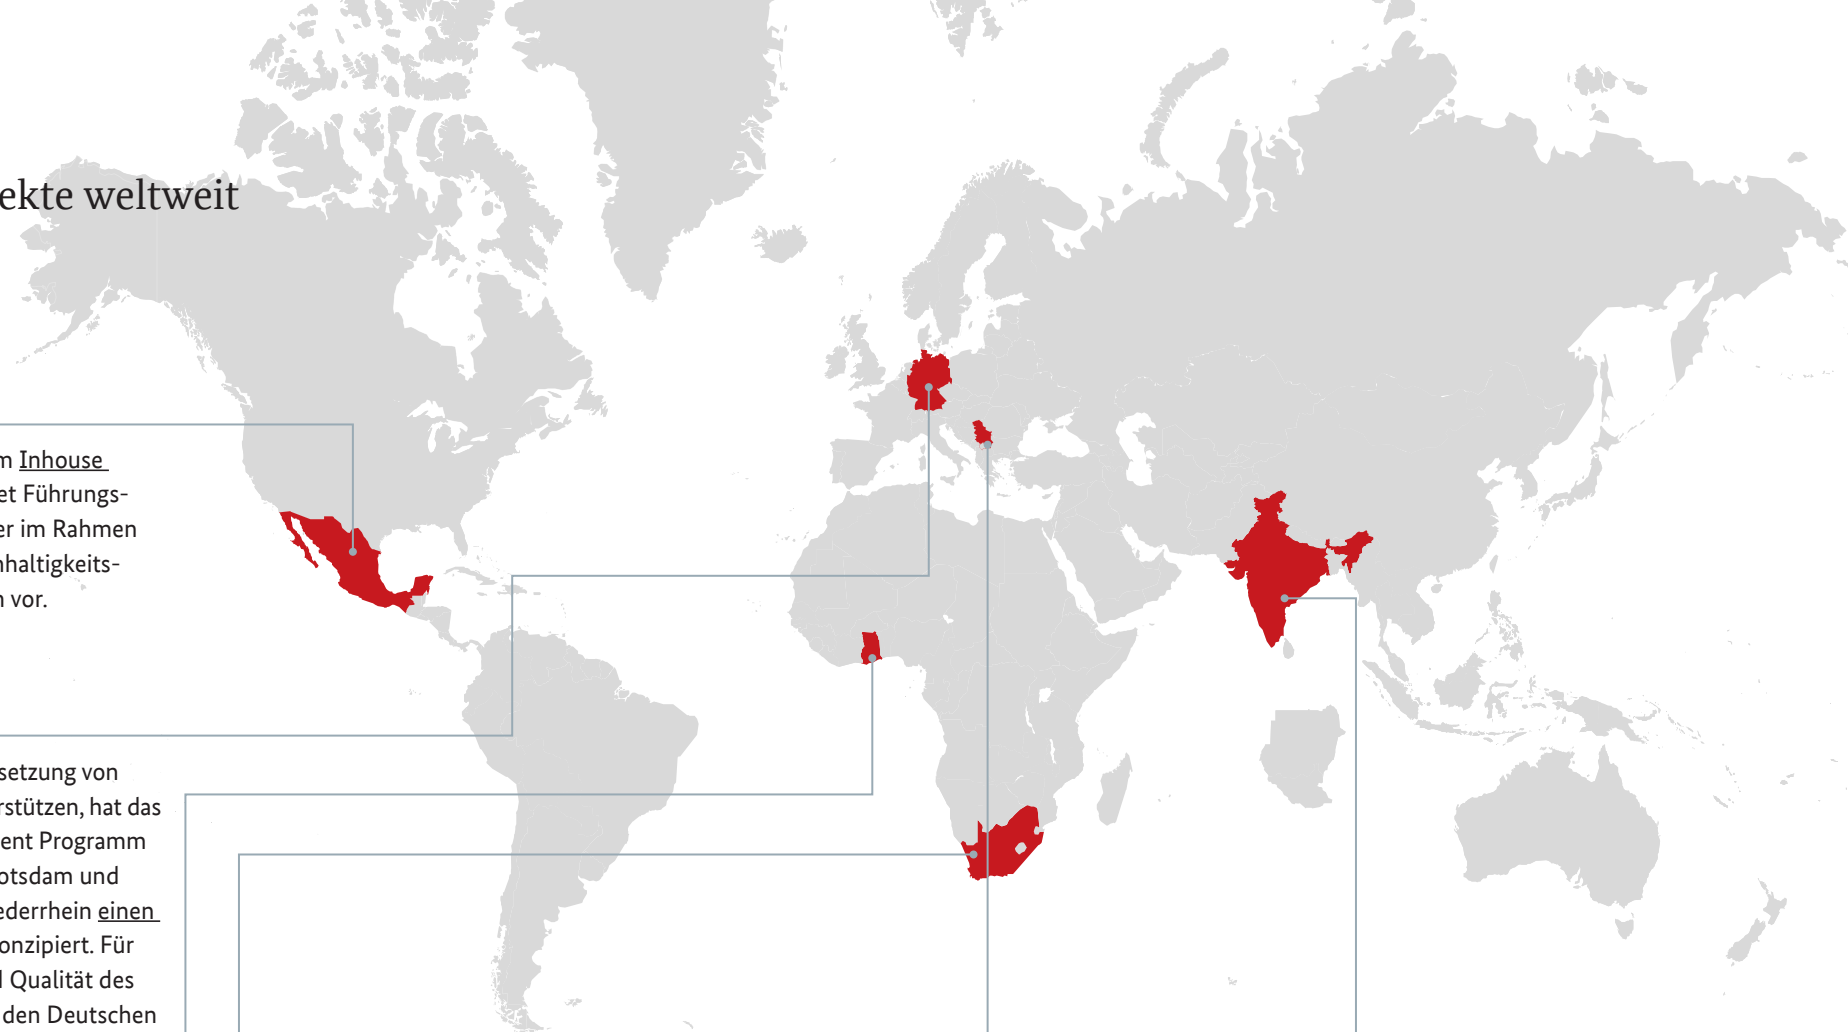 ekte weltweit
m Inhouse
et Führungs-
er im Rahmen
hhaltigkeits-
n vor.
setzung von
rstützen, hat das
ent Programm
otsdam und
ederrhein einen
onzipiert. Für
l Qualität des
den Deutschen